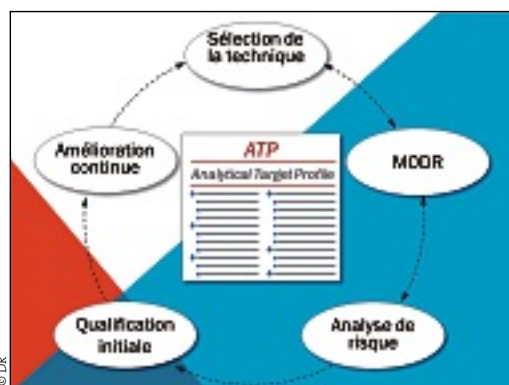 Sélection de
la technique
Amélioration
continue
ATP
Analytical Target Profile
MODR
Qualification
initiale
Analyse de
risque
© DR